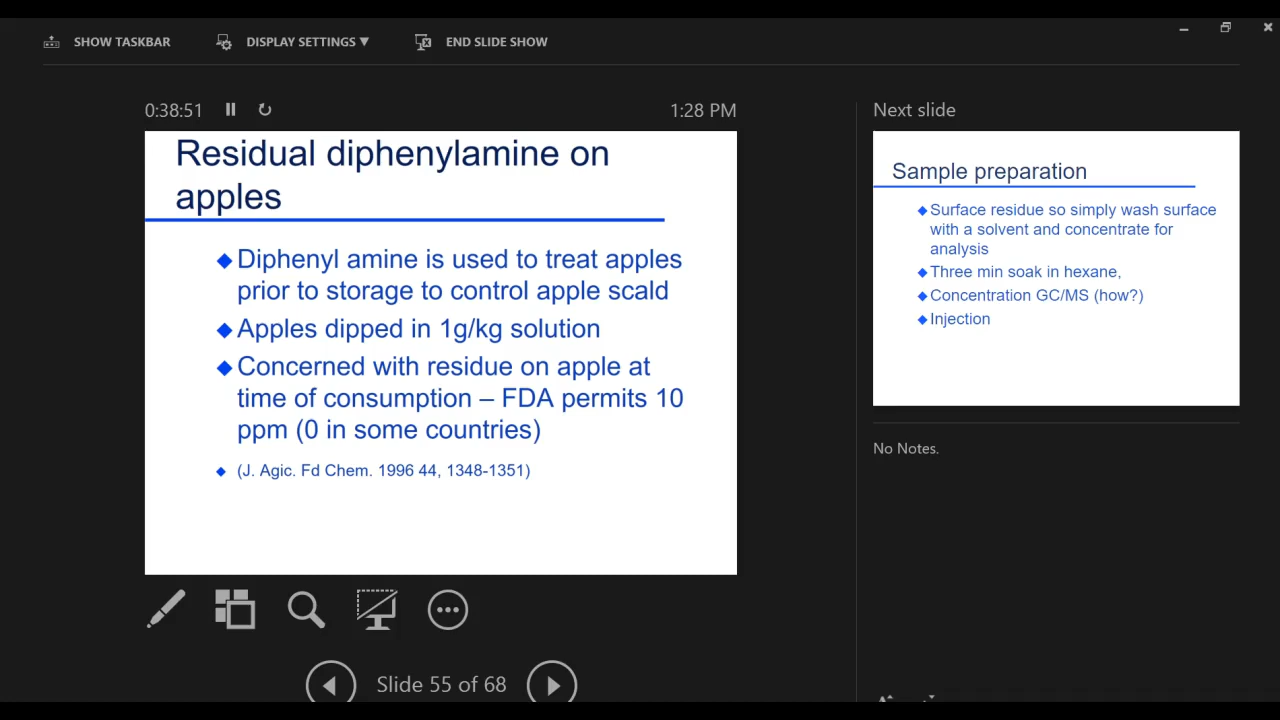 SHOW TASKBAR
DISPLAY SETTINGS
END SLIDE SHOW
0:38:51
1:28 PM
Residual diphenylamine on
apples
Diphenyl amine is used to treat apples
prior to storage to control apple scald
Apples dipped in 1g/kg solution
Concerned with residue on apple at
time of consumption – FDA permits 10
ppm (0 in some countries)
(J. Agic. Fd Chem. 1996 44, 1348-1351)
Slide 55 of 68
Next slide
Sample preparation
Surface residue so simply wash surface
with a solvent and concentrate for
analysis
Three min soak in hexane,
Concentration GC/MS (how?)
Injection
No Notes.